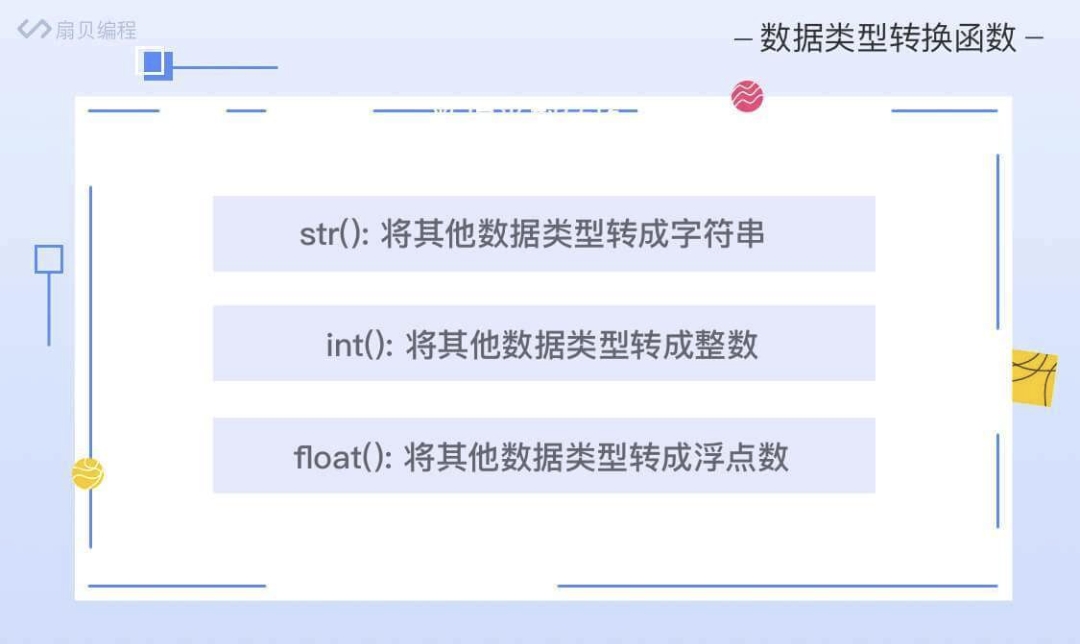 扇贝编程
– 数据类型转换函数 –
str(): 将其他数据类型转成字符串
int(): 将其他数据类型转成整数
float(): 将其他数据类型转成浮点数